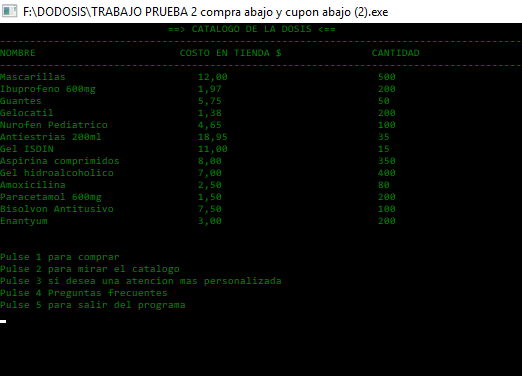 F:\DODOSIS\TRABAJO PRUEBA 2 compra abajo y cupon abajo (2).exe
==> CATALOGO DE LA DOSIS <==
NOMBRE COSTO EN TIENDA $ CANTIDAD
Mascarillas 12,00 500
Ibuprofeno 600mg 1,97 200
Guantes 5,75 50
Gelocatil 1,38 200
Nurofen Pediatrico 4,65 100
Antiestrias 200ml 18,95 35
Gel ISDIN 11,00 15
Aspirina comprimidos 8,00 350
Gel hidroalcoholico 7,00 400
Amoxicilina 2,50 80
Paracetamol 600mg 1,50 200
Bisolvon Antitusivo 7,50 100
Enantyum 3,00 200
Pulse 1 para comprar
Pulse 2 para mirar el catalogo
Pulse 3 si desea una atencion mas personalizada
Pulse 4 Preguntas frecuentes
Pulse 5 para salir del programa